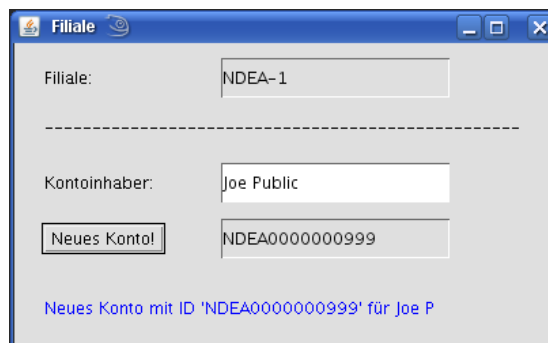 Filiale
Filiale: NDEA-1
------------------------------------------------
Kontoinhaber: Joe Public
Neues Konto! NDEA0000000999
Neues Konto mit ID 'NDEA0000000999' für Joe P